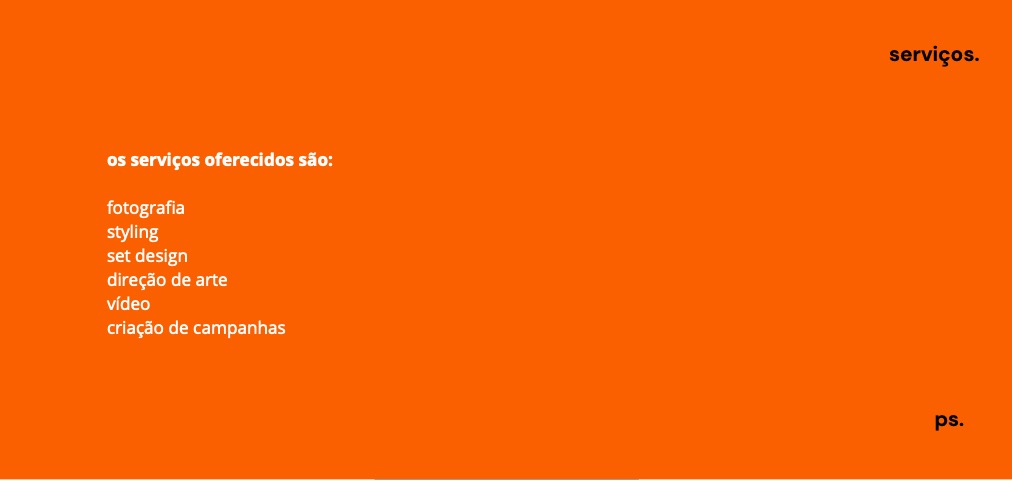 serviços.
os serviços oferecidos são:
fotografia
styling
set design
direção de arte
vídeo
criação de campanhas
ps.